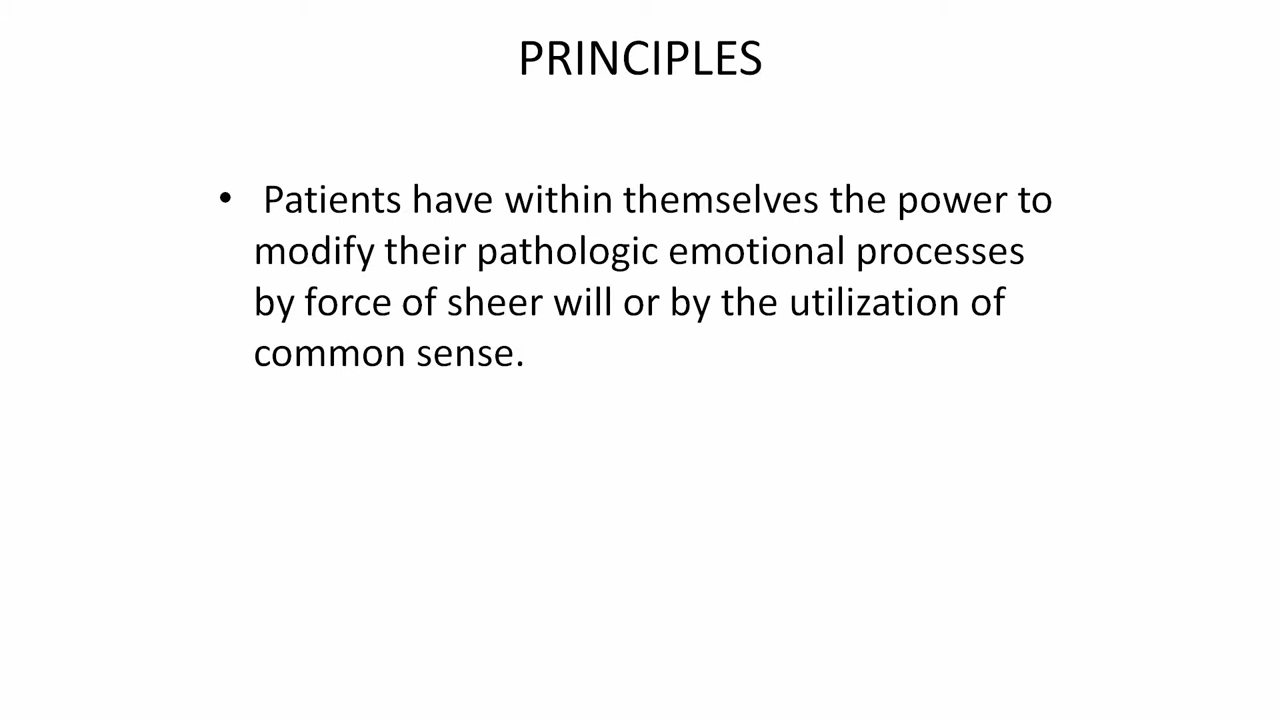 PRINCIPLES
• Patients have within themselves the power to
modify their pathologic emotional processes
by force of sheer will or by the utilization of
common sense.